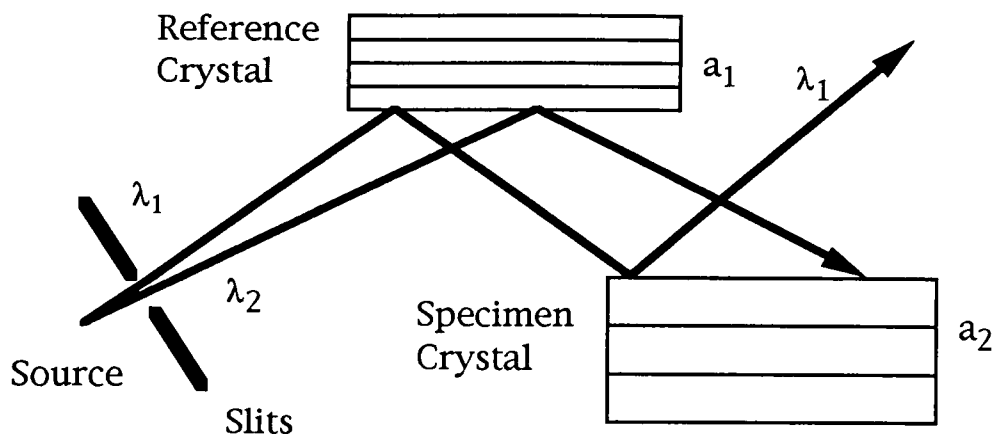 Reference
Crystal
a₁
λ₁
λ₁
λ₂
Specimen
Crystal
a₂
Source
Slits